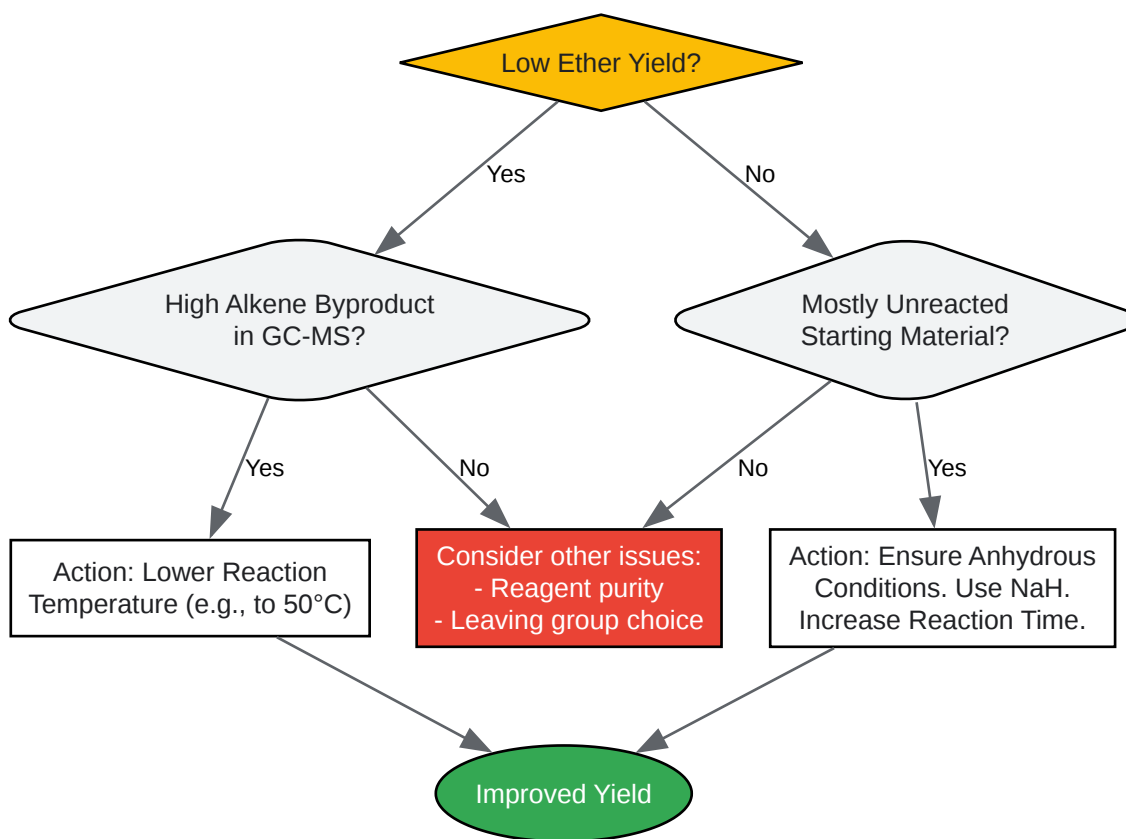 Low Ether Yield?
Yes
No
High Alkene Byproduct
in GC-MS?
Mostly Unreacted
Starting Material?
Yes
No
No
Yes
Action: Lower Reaction
Temperature (e.g., to 50°C)
Consider other issues:
- Reagent purity
- Leaving group choice
Action: Ensure Anhydrous
Conditions. Use NaH.
Increase Reaction Time.
Improved Yield